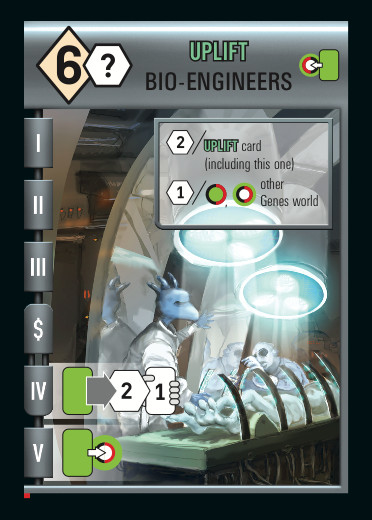 6 ?
UPLIFT
BIO-ENGINEERS
I
2 / UPLIFT card
(including this one)
1 / , other
Genes world
II
III
$
IV 2 1
V